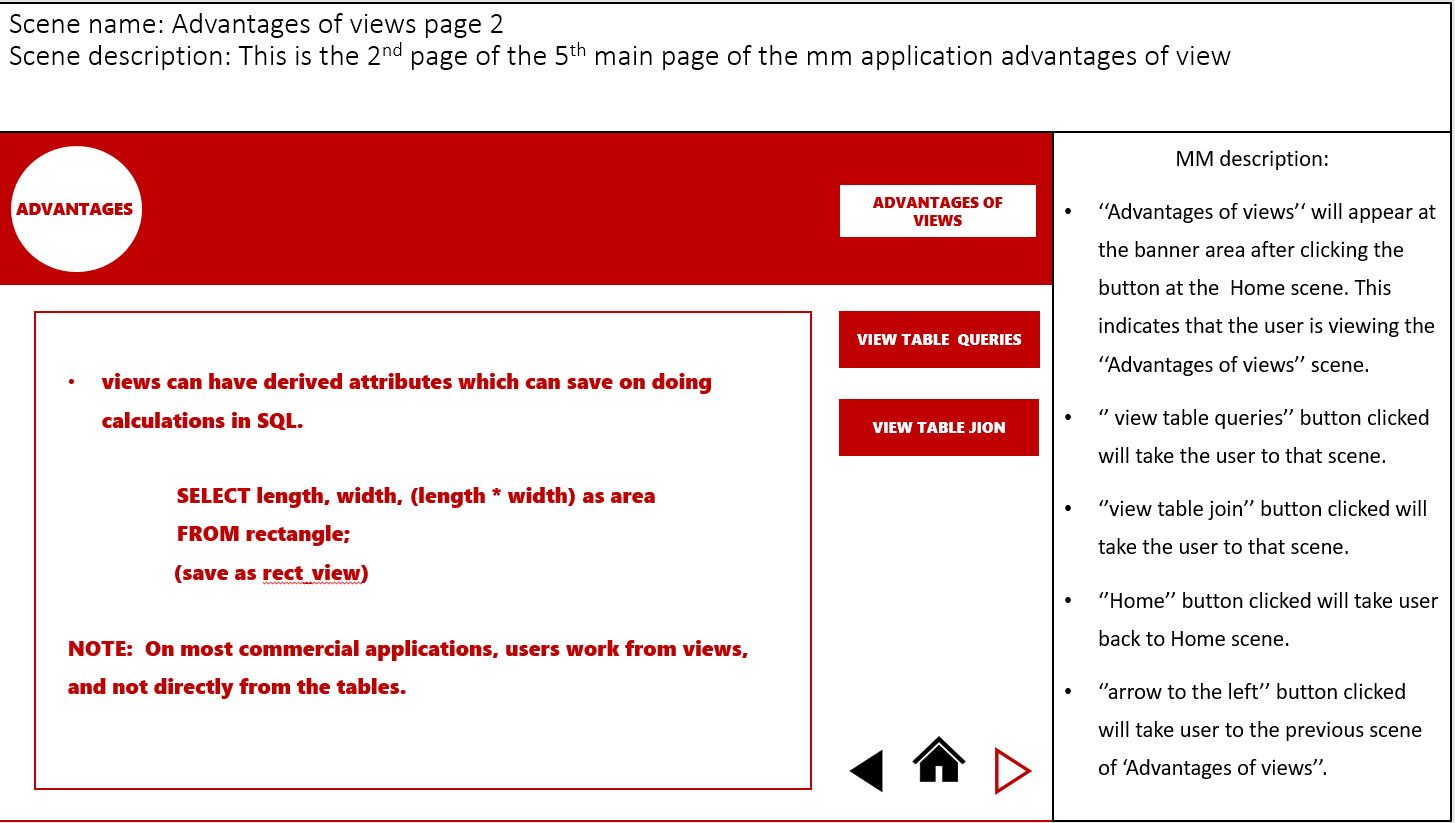 Scene name: Advantages of views page 2
Scene description: This is the 2nd page of the 5th main page of the mm application advantages of view
ADVANTAGES
ADVANTAGES OF
VIEWS
• views can have derived attributes which can save on doing
calculations in SQL.
SELECT length, width, (length * width) as area
FROM rectangle;
(save as rect_view)
NOTE:  On most commercial applications, users work from views,
and not directly from the tables.
VIEW TABLE  QUERIES
VIEW TABLE JION
MM description:
• ‘‘Advantages of views’‘ will appear at
the banner area after clicking the
button at the  Home scene. This
indicates that the user is viewing the
‘‘Advantages of views’’ scene.
• ‘’ view table queries’’ button clicked
will take the user to that scene.
• ‘’view table join’’ button clicked will
take the user to that scene.
• ‘’Home’’ button clicked will take user
back to Home scene.
• ‘’arrow to the left’’ button clicked
will take user to the previous scene
of ‘Advantages of views’’.